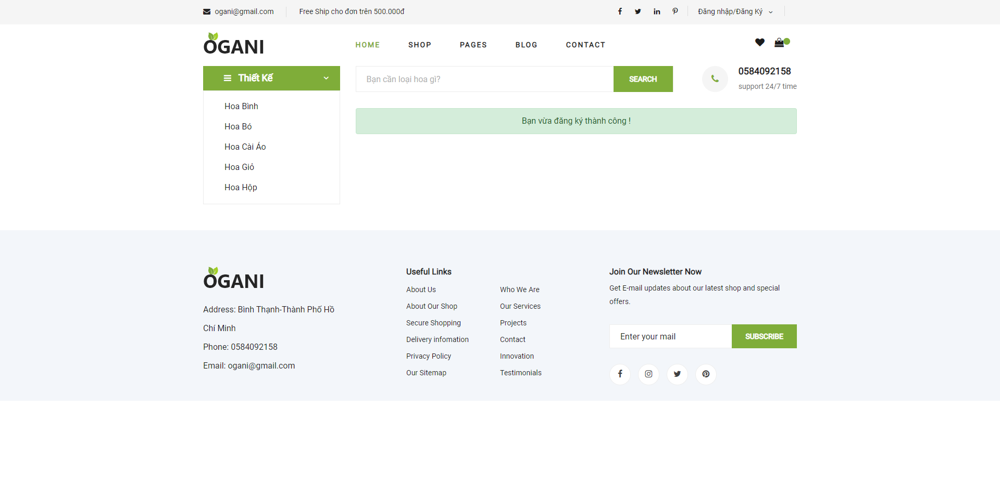 ogani@gmail.com
Free Ship cho đơn trên 500.000đ
Đăng nhập/Đăng Ký
OGANI
HOME
SHOP
PAGES
BLOG
CONTACT
Thiết Kế
Bạn cần loại hoa gì?
SEARCH
0584092158
support 24/7 time
Hoa Bình
Hoa Bó
Hoa Cài Áo
Hoa Giỏ
Hoa Hộp
Bạn vừa đăng ký thành công !
OGANI
Address: Bình Thạnh-Thành Phố Hồ
Chí Minh
Phone: 0584092158
Email: ogani@gmail.com
Useful Links
About Us
About Our Shop
Secure Shopping
Delivery infomation
Privacy Policy
Our Sitemap
Who We Are
Our Services
Projects
Contact
Innovation
Testimonials
Join Our Newsletter Now
Get E-mail updates about our latest shop and special
offers.
Enter your mail
SUBSCRIBE